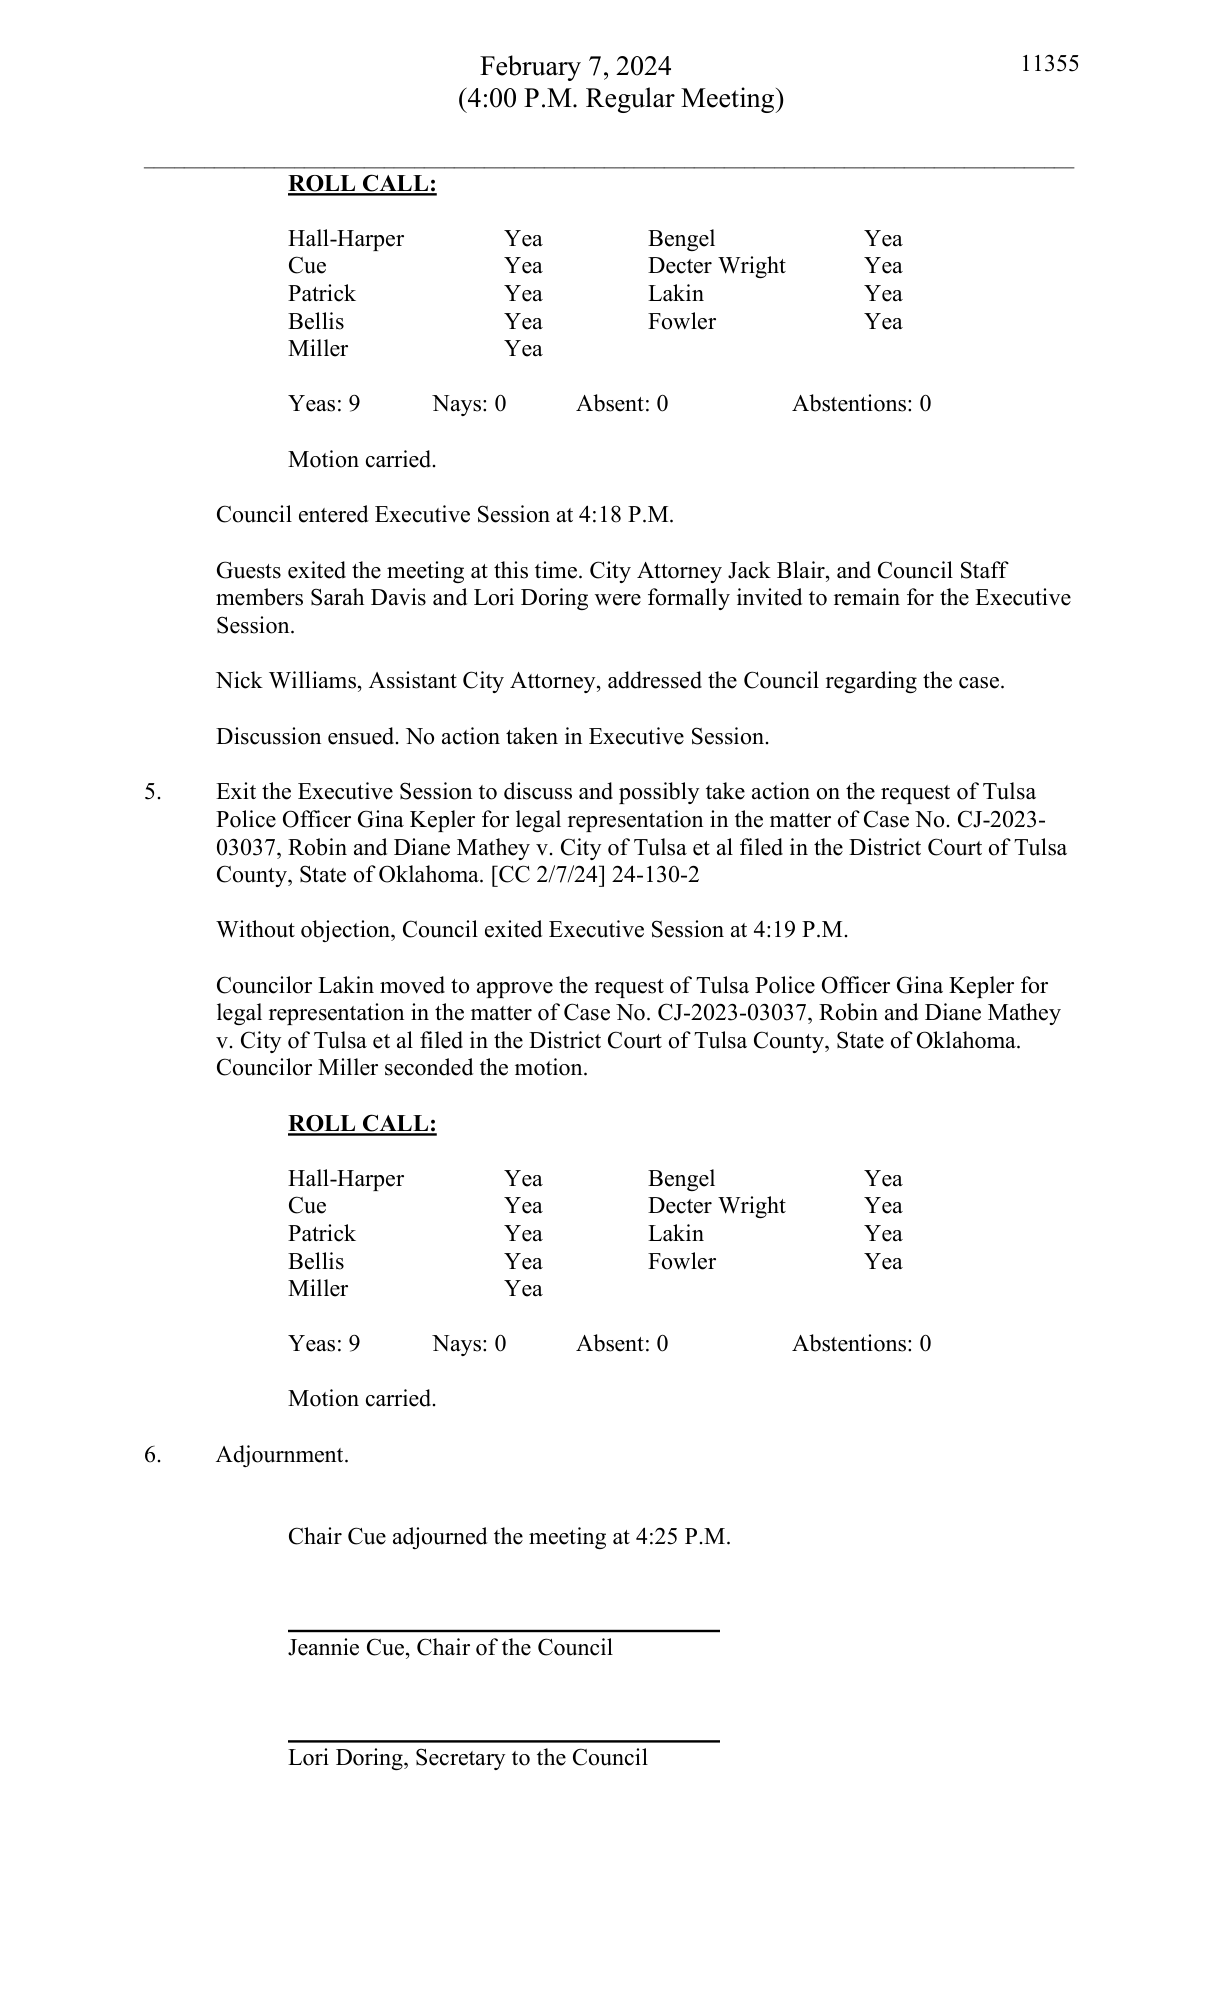 February 7, 2024 11355
(4:00 P.M. Regular Meeting)
ROLL CALL:
Hall-Harper Yea Bengel Yea
Cue Yea Decter Wright Yea
Patrick Yea Lakin Yea
Bellis Yea Fowler Yea
Miller Yea
Yeas: 9 Nays: 0 Absent: 0 Abstentions: 0
Motion carried.
Council entered Executive Session at 4:18 P.M.
Guests exited the meeting at this time. City Attorney Jack Blair, and Council Staff
members Sarah Davis and Lori Doring were formally invited to remain for the Executive
Session.
Nick Williams, Assistant City Attorney, addressed the Council regarding the case.
Discussion ensued. No action taken in Executive Session.
5. Exit the Executive Session to discuss and possibly take action on the request of Tulsa
Police Officer Gina Kepler for legal representation in the matter of Case No. CJ-2023-
03037, Robin and Diane Mathey v. City of Tulsa et al filed in the District Court of Tulsa
County, State of Oklahoma. [CC 2/7/24] 24-130-2
Without objection, Council exited Executive Session at 4:19 P.M.
Councilor Lakin moved to approve the request of Tulsa Police Officer Gina Kepler for
legal representation in the matter of Case No. CJ-2023-03037, Robin and Diane Mathey
v. City of Tulsa et al filed in the District Court of Tulsa County, State of Oklahoma.
Councilor Miller seconded the motion.
ROLL CALL:
Hall-Harper Yea Bengel Yea
Cue Yea Decter Wright Yea
Patrick Yea Lakin Yea
Bellis Yea Fowler Yea
Miller Yea
Yeas: 9 Nays: 0 Absent: 0 Abstentions: 0
Motion carried.
6. Adjournment.
Chair Cue adjourned the meeting at 4:25 P.M.
Jeannie Cue, Chair of the Council
Lori Doring, Secretary to the Council